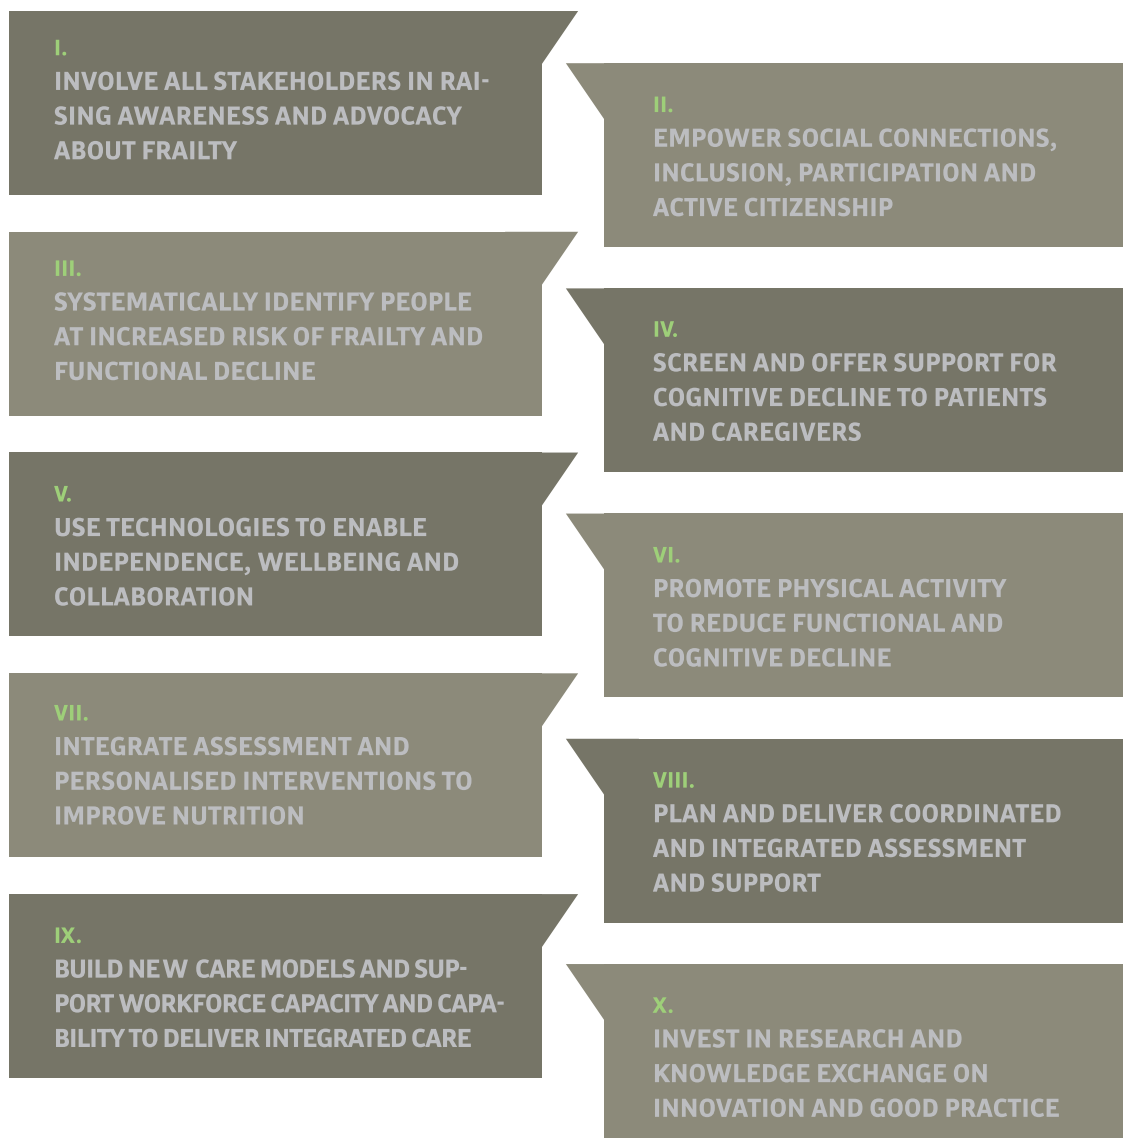 I.
INVOLVE ALL STAKEHOLDERS IN RAI-
SING AWARENESS AND ADVOCACY
ABOUT FRAILTY
II.
EMPOWER SOCIAL CONNECTIONS,
INCLUSION, PARTICIPATION AND
ACTIVE CITIZENSHIP
III.
SYSTEMATICALLY IDENTIFY PEOPLE
AT INCREASED RISK OF FRAILTY AND
FUNCTIONAL DECLINE
IV.
SCREEN AND OFFER SUPPORT FOR
COGNITIVE DECLINE TO PATIENTS
AND CAREGIVERS
V.
USE TECHNOLOGIES TO ENABLE
INDEPENDENCE, WELLBEING AND
COLLABORATION
VI.
PROMOTE PHYSICAL ACTIVITY
TO REDUCE FUNCTIONAL AND
COGNITIVE DECLINE
VII.
INTEGRATE ASSESSMENT AND
PERSONALISED INTERVENTIONS TO
IMPROVE NUTRITION
VIII.
PLAN AND DELIVER COORDINATED
AND INTEGRATED ASSESSMENT
AND SUPPORT
IX.
BUILD NEW CARE MODELS AND SUP-
PORT WORKFORCE CAPACITY AND CAPA-
BILITY TO DELIVER INTEGRATED CARE
X.
INVEST IN RESEARCH AND
KNOWLEDGE EXCHANGE ON
INNOVATION AND GOOD PRACTICE